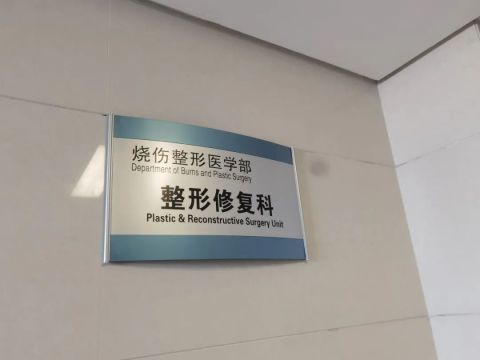 烧伤整形医学部
Department of Burns and Plastic Surgery
整形修复科
Plastic & Reconstructive Surgery Unit